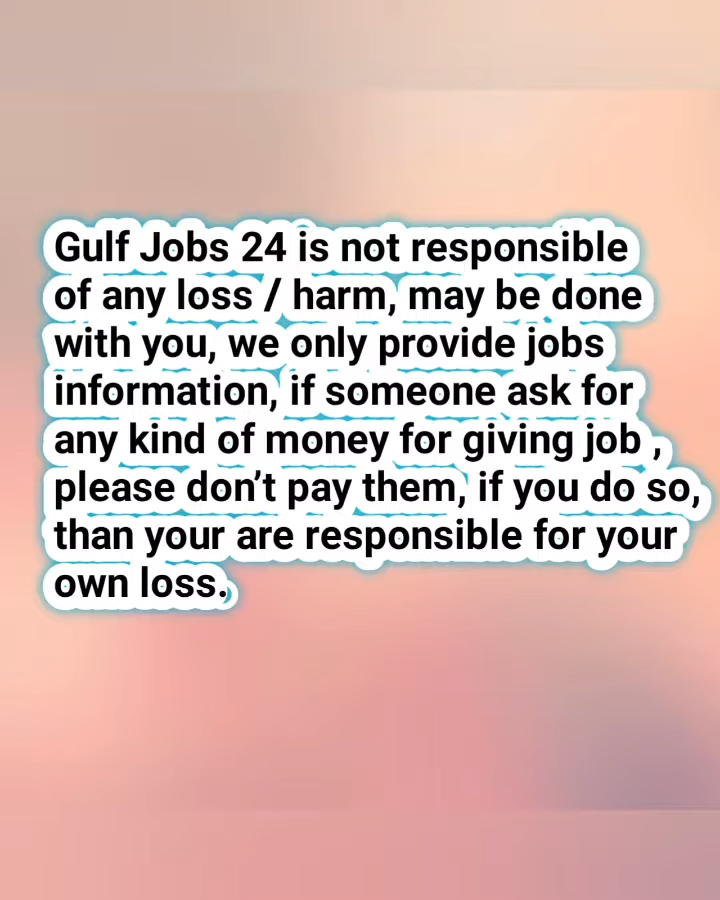 Gulf Jobs 24 is not responsible
of any loss / harm, may be done
with you, we only provide jobs
information, if someone ask for
any kind of money for giving job ,
please don’t pay them, if you do so,
than your are responsible for your
own loss.